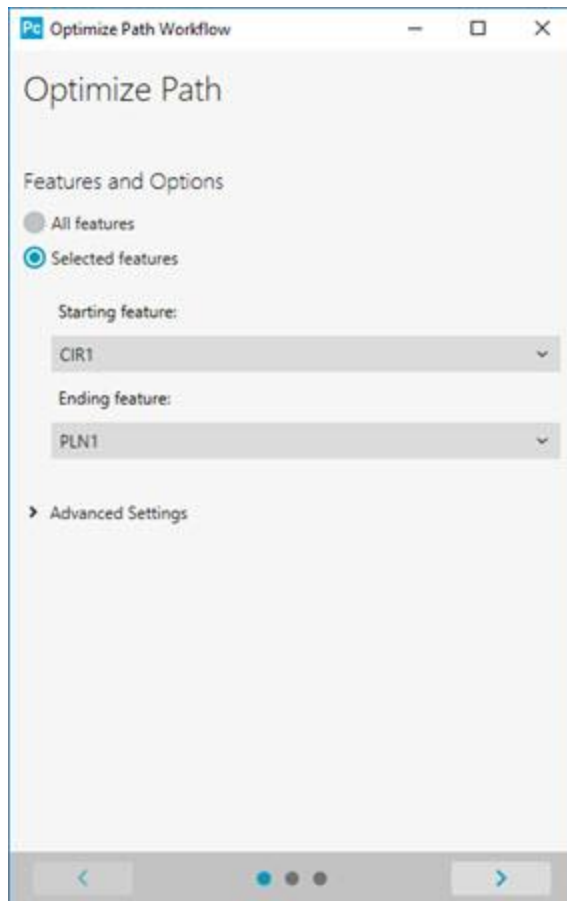 Pc Optimize Path Workflow
Optimize Path
Features and Options
All features
Selected features
Starting feature:
CIR1
Ending feature:
PLN1
Advanced Settings